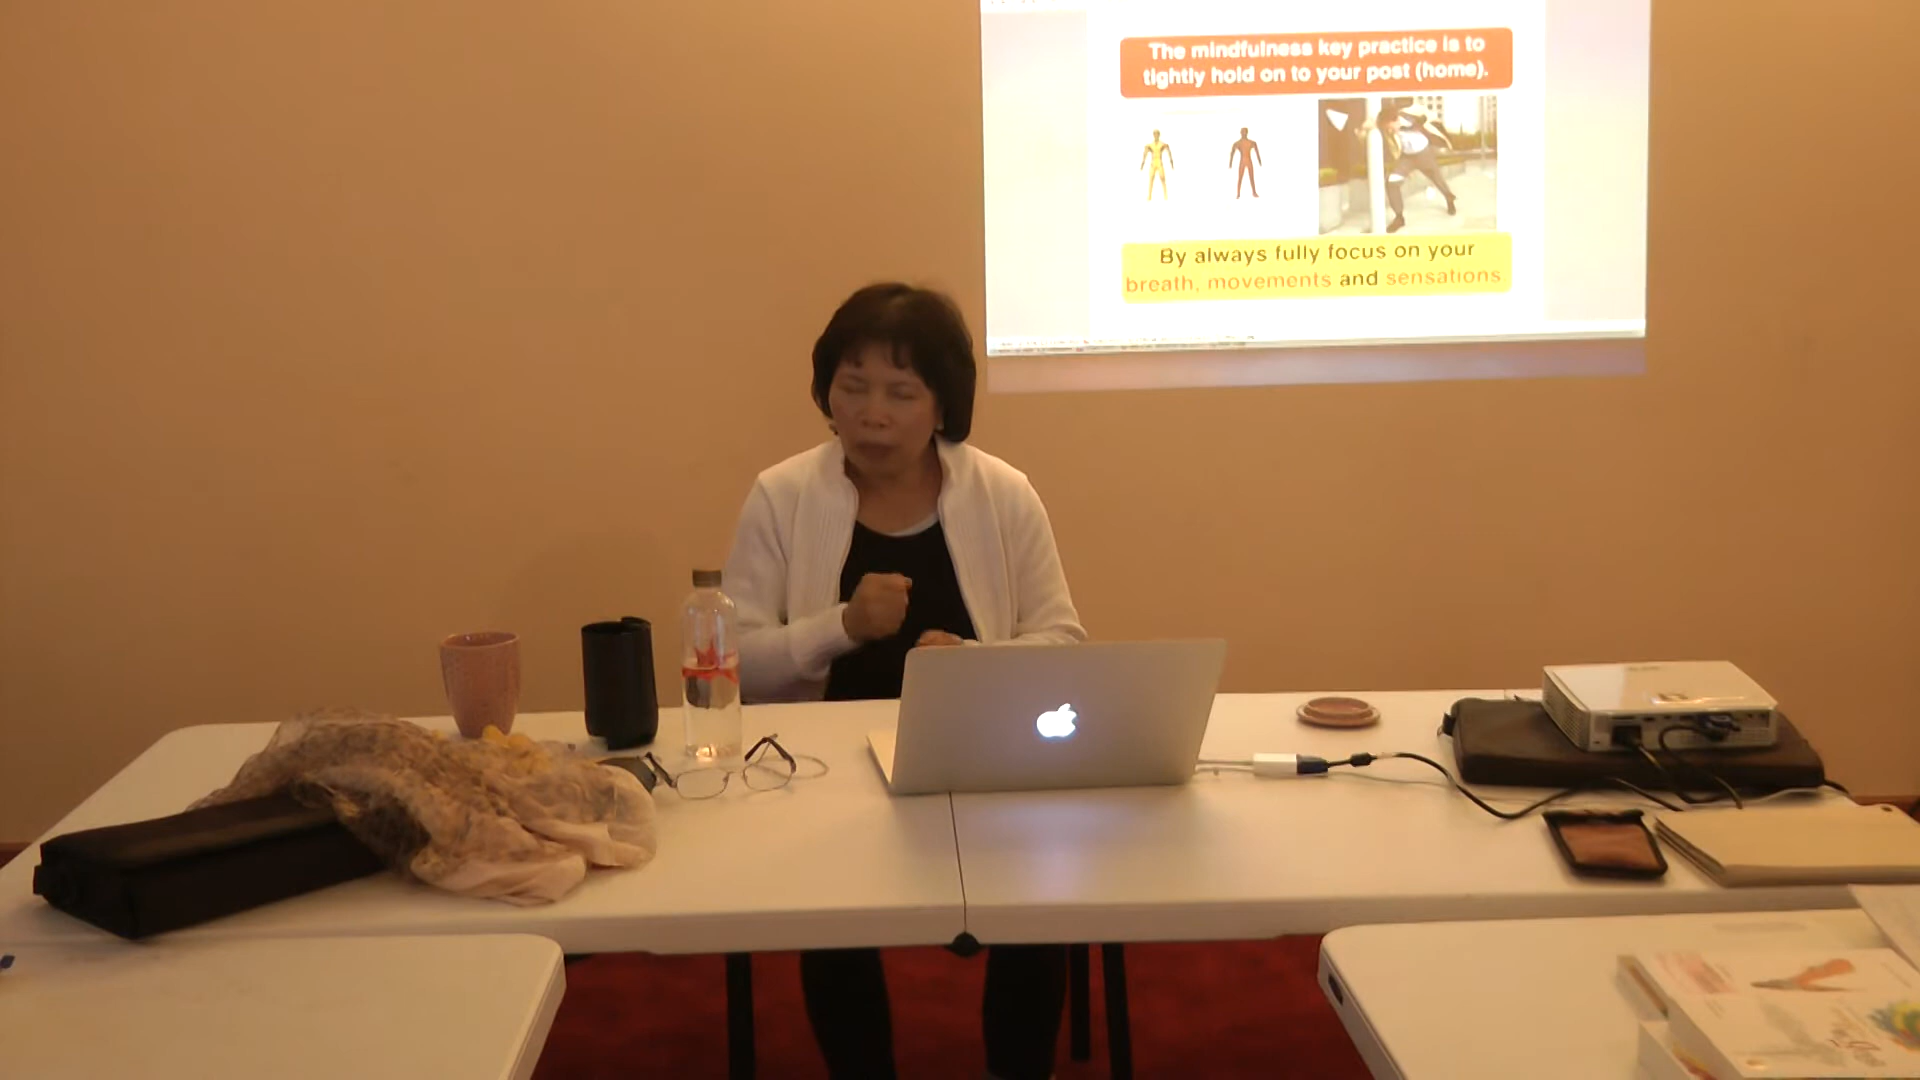 The mindfulness key practice is to
tightly hold on to your post (home).
By always fully focus on your
breath, movements and sensations